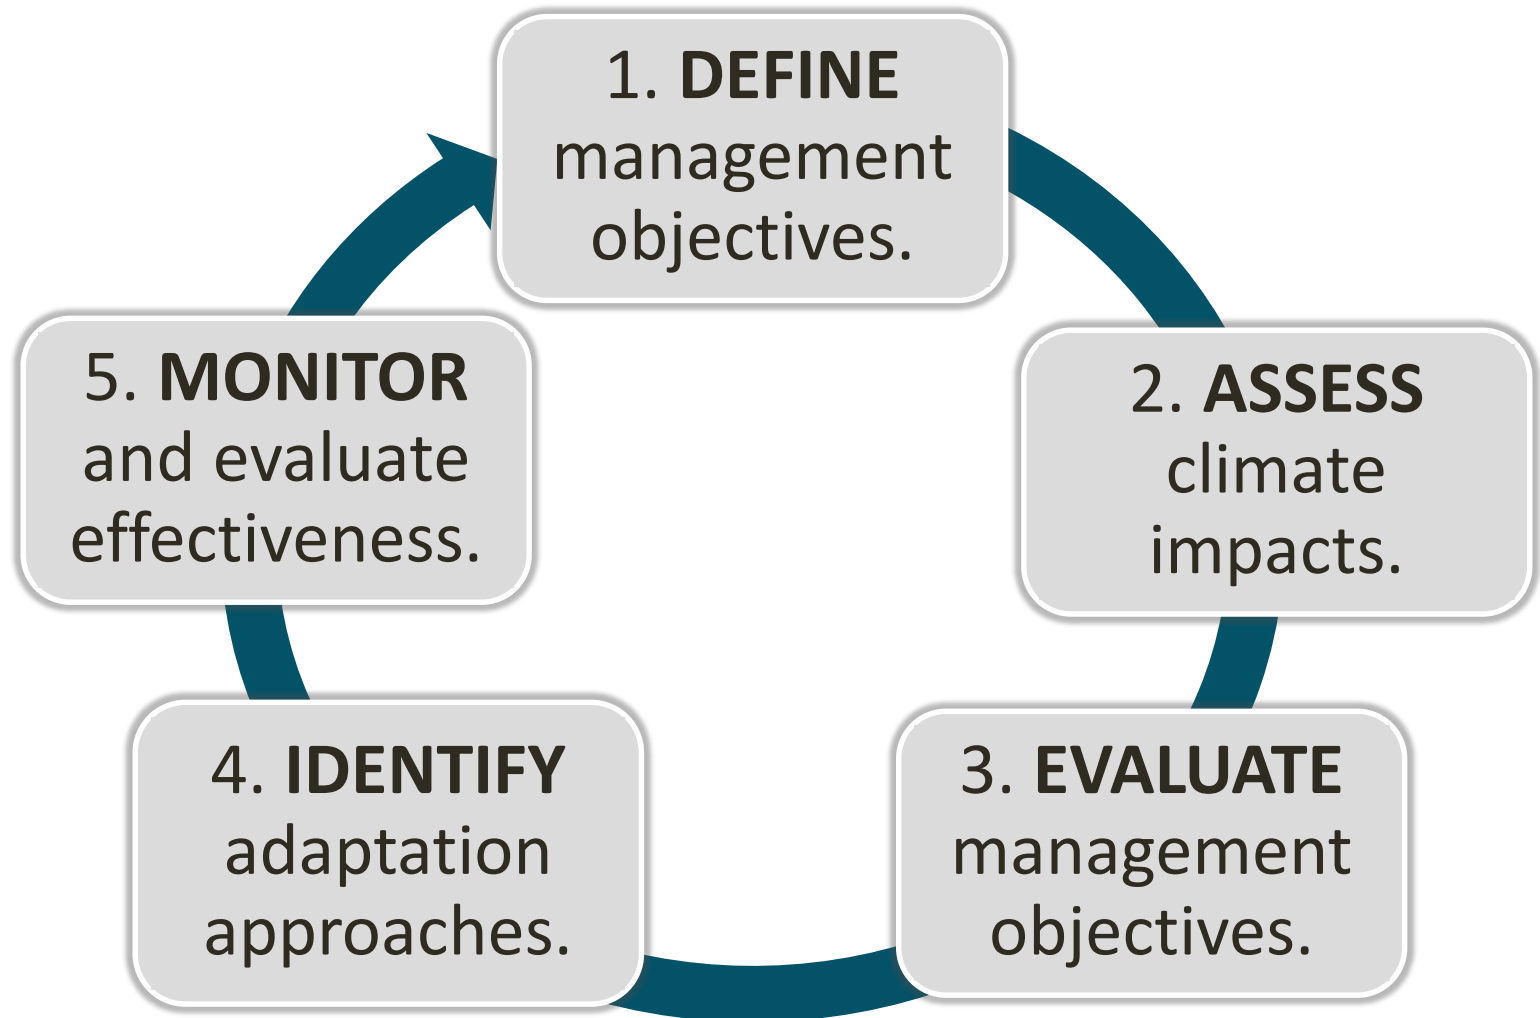 1. DEFINE
management
objectives.
2. ASSESS
climate
impacts.
3. EVALUATE
management
objectives.
4. IDENTIFY
adaptation
approaches.
5. MONITOR
and evaluate
effectiveness.